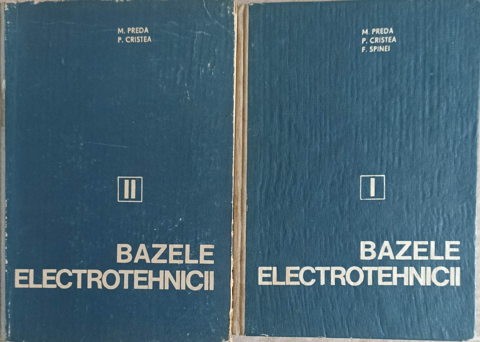 M. PREDA
P. CRISTEA
II
BAZELE
ELECTROTEHNICII
M. PREDA
P. CRISTEA
F. SPINEI
I
BAZELE
ELECTROTEHNICII